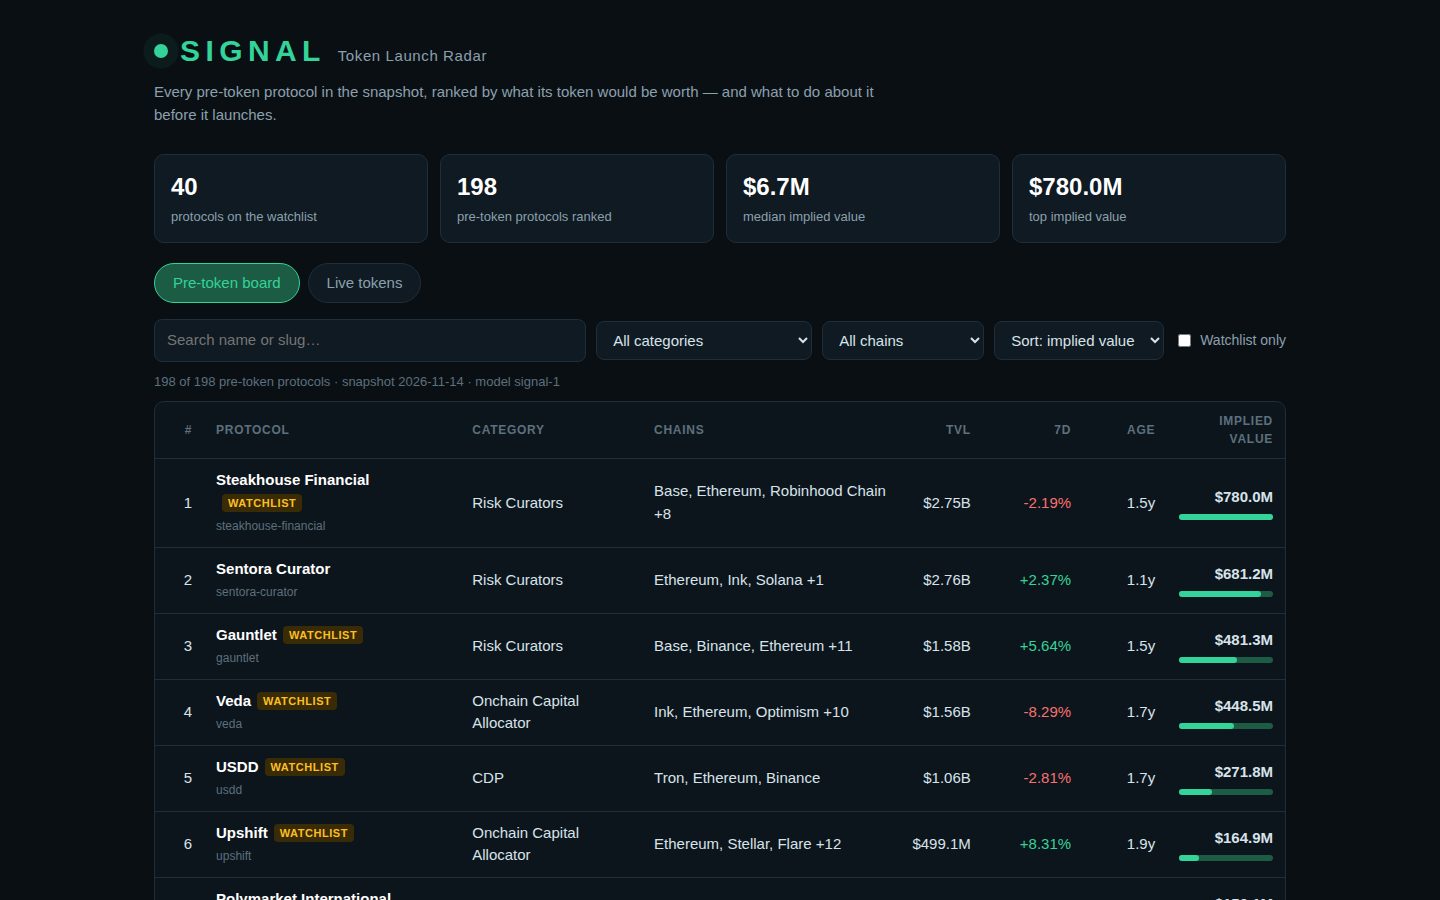 SIGNAL Token Launch Radar
Every pre-token protocol in the snapshot, ranked by what its token would be worth — and what to do about it
before it launches.
40
protocols on the watchlist
198
pre-token protocols ranked
$6.7M
median implied value
$780.0M
top implied value
Pre-token board
Live tokens
Search name or slug…
All categories
All chains
Sort: implied value
Watchlist only
198 of 198 pre-token protocols · snapshot 2026-11-14 · model signal-1
# PROTOCOL CATEGORY CHAINS TVL 7D AGE IMPLIED
VALUE
1 Steakhouse Financial
WATCHLIST
steakhouse-financial
Risk Curators
Base, Ethereum, Robinhood Chain
+8
$2.75B -2.19% 1.5y $780.0M
2 Sentora Curator
sentora-curator
Risk Curators Ethereum, Ink, Solana +1 $2.76B +2.37% 1.1y $681.2M
3 Gauntlet WATCHLIST
gauntlet
Risk Curators Base, Binance, Ethereum +11 $1.58B +5.64% 1.5y $481.3M
4 Veda WATCHLIST
veda
Onchain Capital
Allocator
Ink, Ethereum, Optimism +10 $1.56B -8.29% 1.7y $448.5M
5 USDD WATCHLIST
usdd
CDP Tron, Ethereum, Binance $1.06B -2.81% 1.7y $271.8M
6 Upshift WATCHLIST
upshift
Onchain Capital
Allocator
Ethereum, Stellar, Flare +12 $499.1M +8.31% 1.9y $164.9M
Polymarket International